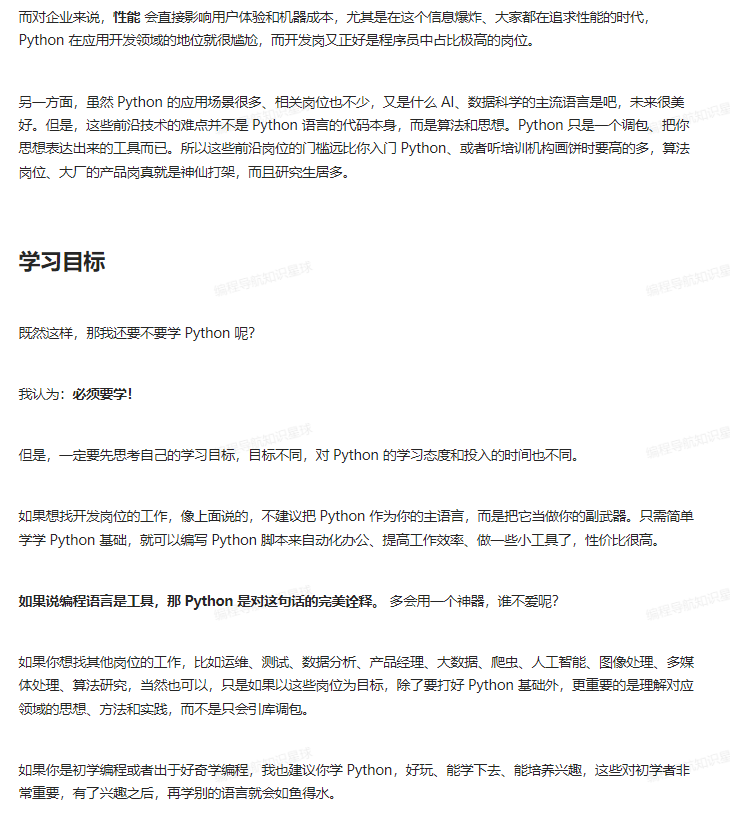 而对企业来说，性能 会直接影响用户体验和机器成本，尤其是在这个信息爆炸、大家都在追求性能的时代，
Python 在应用开发领域的地位就很尴尬，而开发岗又正好是程序员中占比极高的岗位。
另一方面，虽然 Python 的应用场景很多、相关岗位也不少，又是什么 AI、数据科学的主流语言是吧，未来很美
好。但是，这些前沿技术的难点并不是 Python 语言的代码本身，而是算法和思想。Python 只是一个调包、把你
思想表达出来的工具而已。所以这些前沿岗位的门槛远比你入门 Python、或者听培训机构画饼时要高的多，算法
岗位、大厂的产品岗真就是神仙打架，而且研究生居多。
学习目标
编程导航知识星球
编程导航知识星球
既然这样，那我还要不要学 Python 呢？
我认为：必须要学！
但是，一定要先思考自己的学习目标，目标不同，对 Python 的学习态度和投入的时间也不同。
如果想找开发岗位的工作，像上面说的，不建议把 Python 作为你的主语言，而是把它当做你的副武器。只需简单
学学 Python 基础，就可以编写 Python 脚本来自动化办公、提高工作效率、做一些小工具了，性价比很高。
如果说编程语言是工具，那 Python 是对这句话的完美诠释。 多会用一个神器，谁不爱呢？
如果你想找其他岗位的工作，比如运维、测试、数据分析、产品经理、大数据、爬虫、人工智能、图像处理、多媒
体处理、算法研究，当然也可以，只是如果以这些岗位为目标，除了要打好 Python 基础外，更重要的是理解对应
领域的思想、方法和实践，而不是只会引库调包。
如果你是初学编程或者出于好奇学编程，我也建议你学 Python，好玩、能学下去、能培养兴趣，这些对初学者非
常重要，有了兴趣之后，再学别的语言就会如鱼得水。